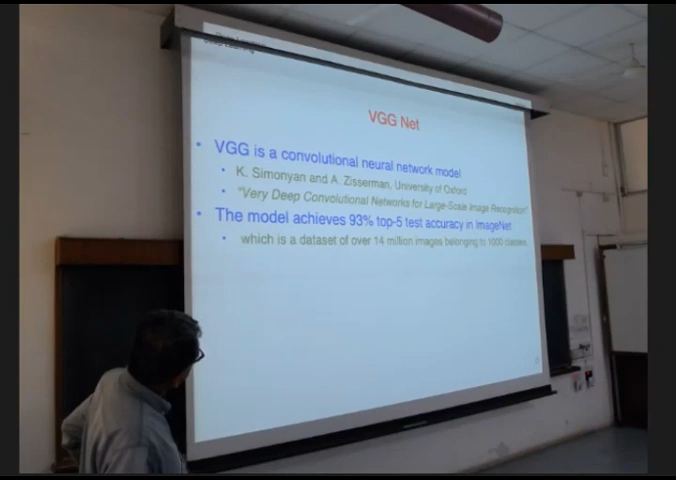 Deep Learning
VGG Net
VGG is a convolutional neural network model
K. Simonyan and A. Zisserman, University of Oxford
"Very Deep Convolutional Networks for Large-Scale Image Recognition"
The model achieves 93% top-5 test accuracy in ImageNet
which is a dataset of over 14 million images belonging to 1000 classes